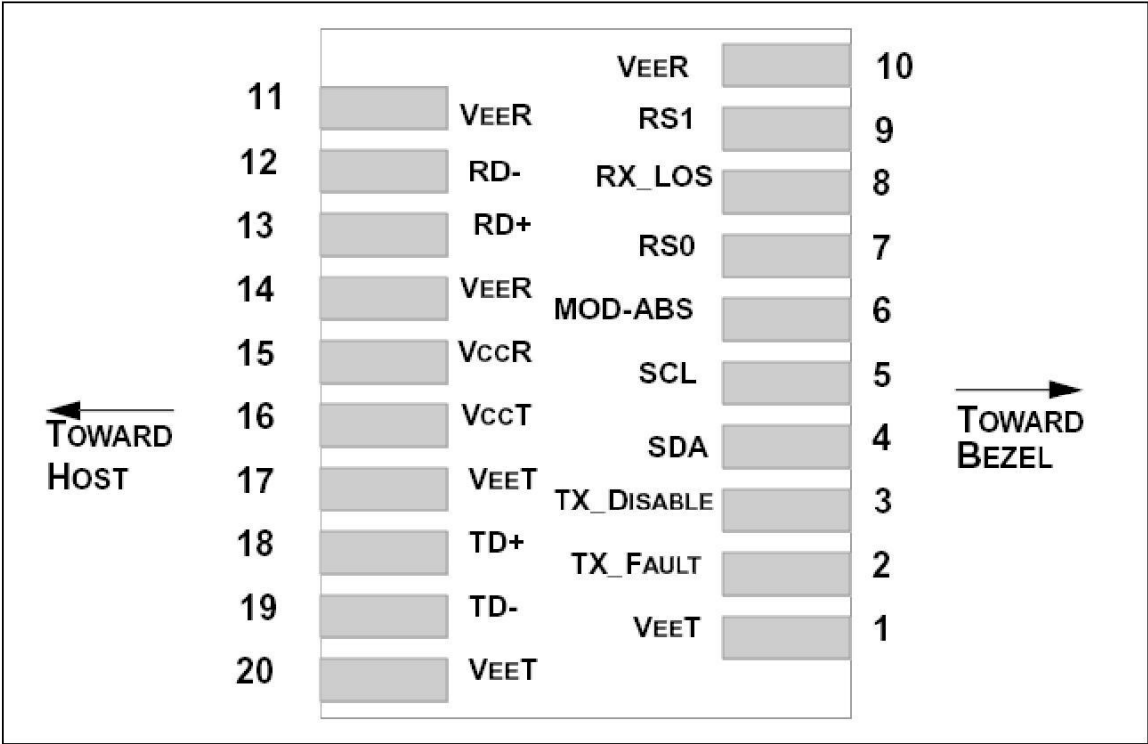 VEER 10
11 VEER
RS1 9
12 RD-
RX_LOS 8
13 RD+
RS0 7
14 VEER
MOD-ABS 6
15 VCCR
SCL 5
16 VCCT
SDA 4
17 VEET
TX_DISABLE 3
18 TD+
TX_FAULT 2
19 TD-
VEET 1
20 VEET
TOWARD
HOST
TOWARD
BEZEL